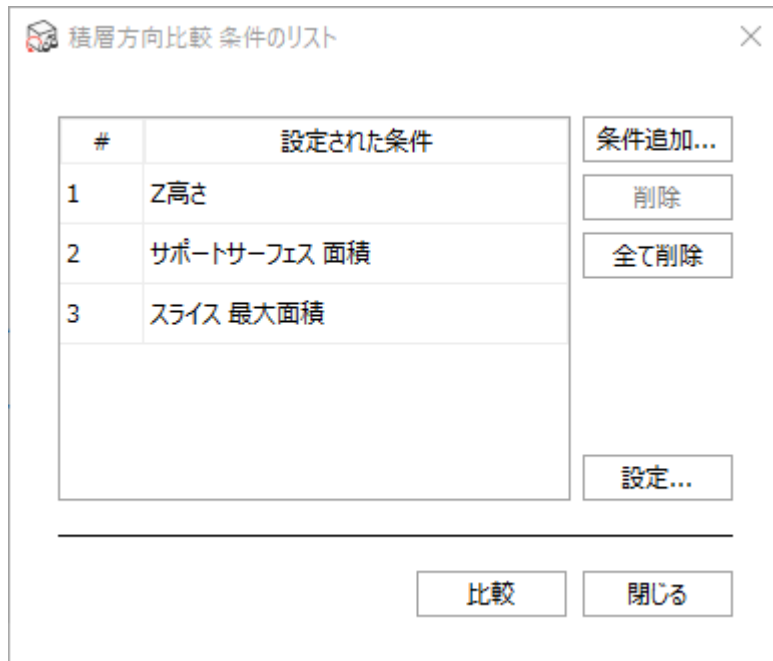 積層方向比較 条件のリスト
# 設定された条件
1 Z高さ
2 サポートサーフェス 面積
3 スライス 最大面積
条件追加...
削除
全て削除
設定...
比較 閉じる